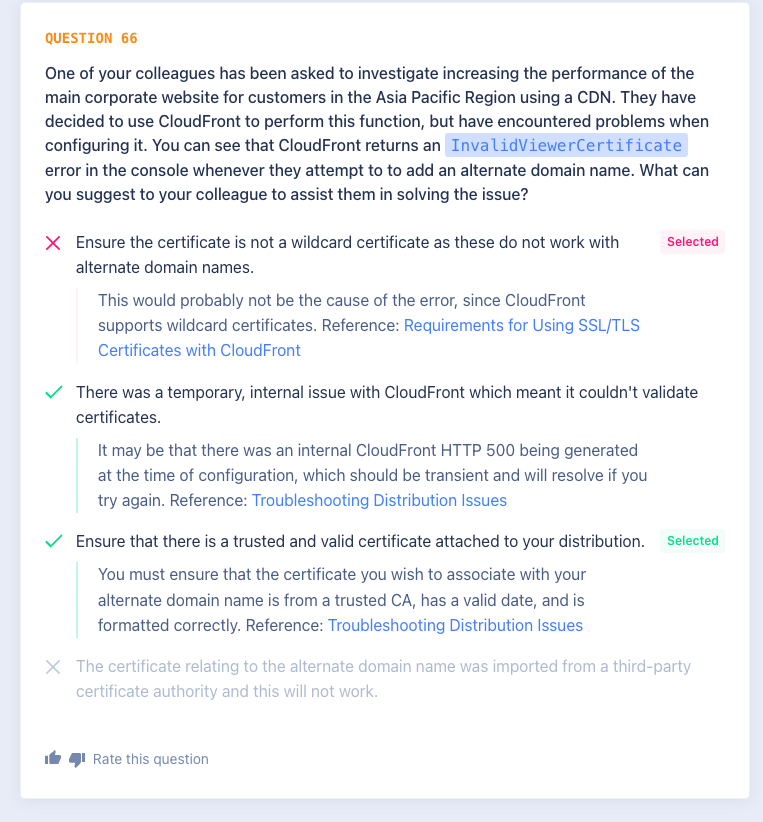 QUESTION 66
One of your colleagues has been asked to investigate increasing the performance of the
main corporate website for customers in the Asia Pacific Region using a CDN. They have
decided to use CloudFront to perform this function, but have encountered problems when
configuring it. You can see that CloudFront returns an InvalidViewerCertificate
error in the console whenever they attempt to to add an alternate domain name. What can
you suggest to your colleague to assist them in solving the issue?
Ensure the certificate is not a wildcard certificate as these do not work with
alternate domain names.
Selected
This would probably not be the cause of the error, since CloudFront
supports wildcard certificates. Reference: Requirements for Using SSL/TLS
Certificates with CloudFront
There was a temporary, internal issue with CloudFront which meant it couldn't validate
certificates.
It may be that there was an internal CloudFront HTTP 500 being generated
at the time of configuration, which should be transient and will resolve if you
try again. Reference: Troubleshooting Distribution Issues
Ensure that there is a trusted and valid certificate attached to your distribution.
Selected
You must ensure that the certificate you wish to associate with your
alternate domain name is from a trusted CA, has a valid date, and is
formatted correctly. Reference: Troubleshooting Distribution Issues
The certificate relating to the alternate domain name was imported from a third-party
certificate authority and this will not work.
Rate this question